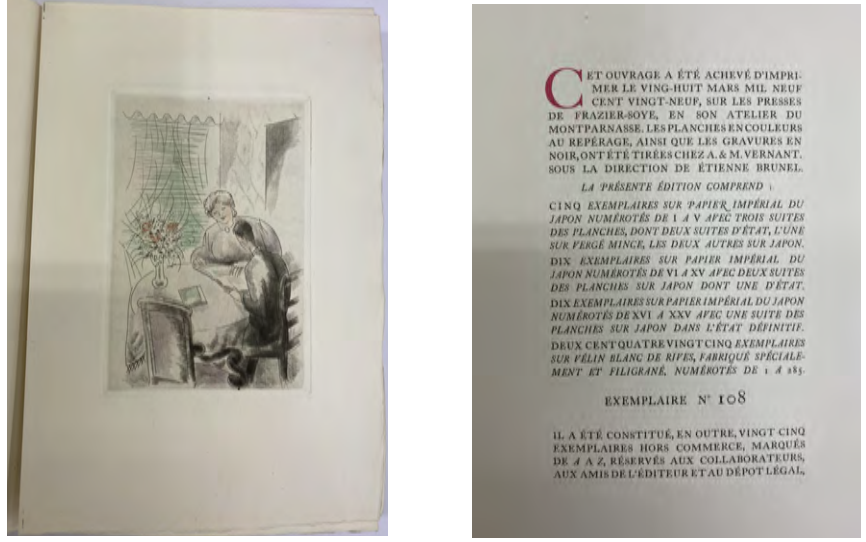 CET OUVRAGE A ÉTÉ ACHEVÉ D'IMPRI-
MER LE VING-HUIT MARS MIL NEUF
CENT VINGT-NEUF, SUR LES PRESSES
DE FRAZIER-SOYE, EN SON ATELIER DU
MONTPARNASSE. LES PLANCHES EN COULEURS
AU REPÉRAGE, AINSI QUE LES GRAVURES EN
NOIR, ONT ÉTÉ TIRÉES CHEZ A. & M. VERNANT.
SOUS LA DIRECTION DE ÉTIENNE BRUNEL.
LA PRÉSENTE ÉDITION COMPREND :
CINQ EXEMPLAIRES SUR PAPIER IMPÉRIAL DU
JAPON NUMÉROTÉS DE I A V AVEC TROIS SUITES
DES PLANCHES, DONT DEUX SUITES D'ÉTAT, L'UNE
SUR VERGÉ MINCE, LES DEUX AUTRES SUR JAPON.
DIX EXEMPLAIRES SUR PAPIER IMPÉRIAL DU
JAPON NUMÉROTÉS DE VI A XV AVEC DEUX SUITES
DES PLANCHES SUR JAPON DONT UNE D'ÉTAT.
DIX EXEMPLAIRES SUR PAPIER IMPÉRIAL DU JAPON
NUMÉROTÉS DE XVI A XXV AVEC UNE SUITE DES
PLANCHES SUR JAPON DANS L'ÉTAT DÉFINITIF.
DEUX CENT QUATRE VINGT CINQ EXEMPLAIRES
SUR VÉLIN BLANC DE RIVES, FABRIQUÉ SPÉCIALE-
MENT ET FILIGRANÉ, NUMÉROTÉS DE 1 A 285.
EXEMPLAIRE N° 108
IL A ÉTÉ CONSTITUÉ, EN OUTRE, VINGT CINQ
EXEMPLAIRES HORS COMMERCE, MARQUÉS
DE A A Z, RÉSERVÉS AUX COLLABORATEURS,
AUX AMIS DE L'ÉDITEUR ET AU DÉPOT LÉGAL,